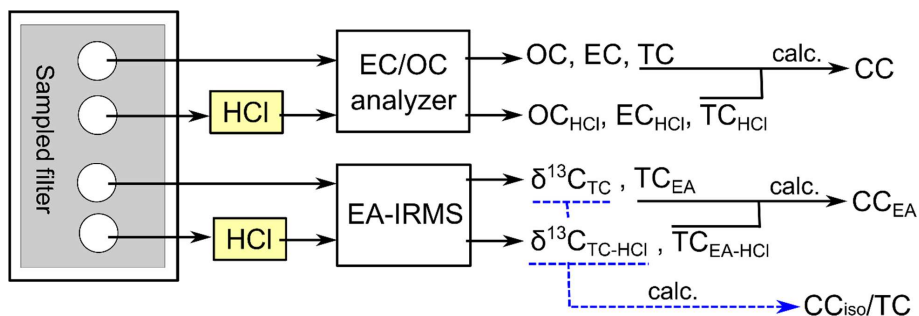 Sampled filter
EC/OC
analyzer
OC, EC, TC
calc.
CC
HCl
OC_HCl, EC_HCl, TC_HCl
EA-IRMS
δ¹³C_TC , TC_EA
calc.
CC_EA
HCl
δ¹³C_TC-HCl , TC_EA-HCl
calc.
CC_iso/TC